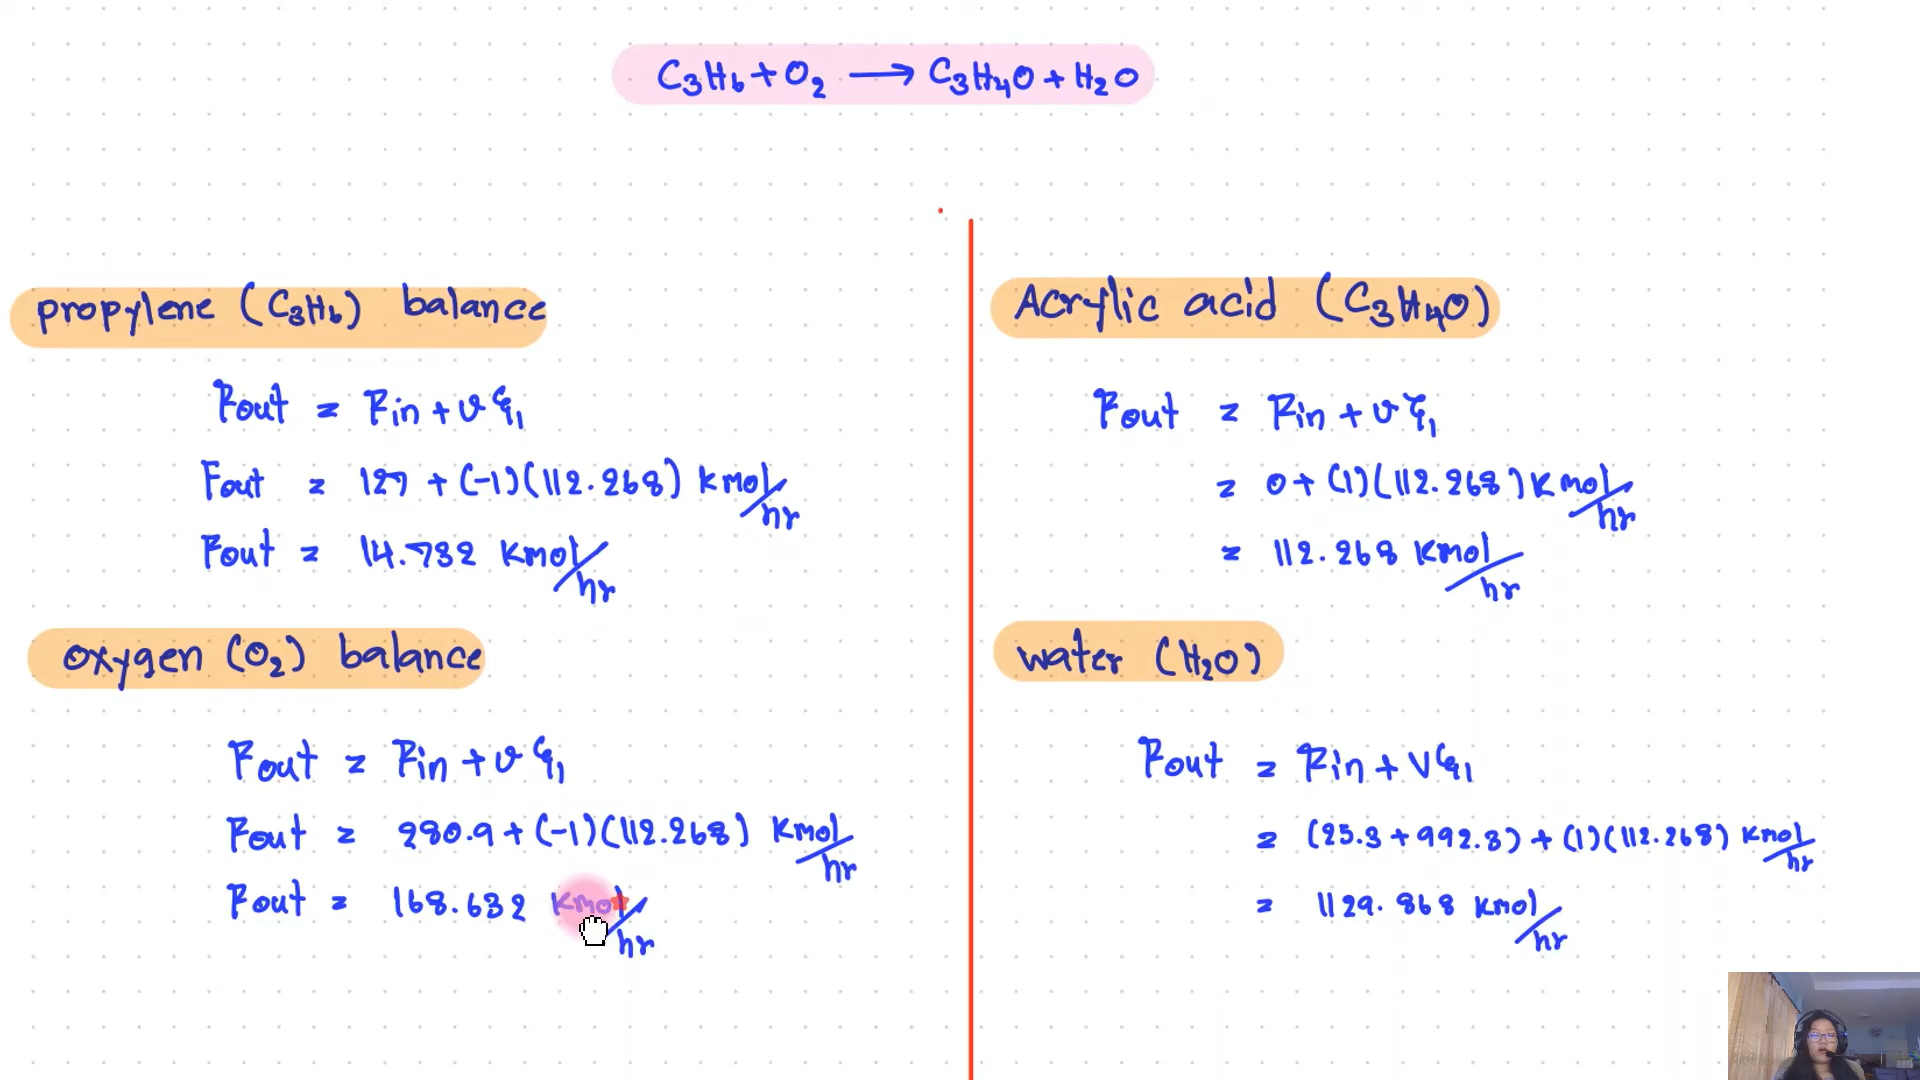 C₃H₆ + O₂ → C₃H₄O + H₂O
propylene (C₃H₆) balance
Fout = Fin + υξ₁
Fout = 127 + (-1)(112.268) Kmol/hr
Fout = 14.732 Kmol/hr
oxygen (O₂) balance
Fout = Fin + υξ₁
Fout = 280.9 + (-1)(112.268) Kmol/hr
Fout = 168.632 Kmol/hr
Acrylic acid (C₃H₄O)
Fout = Fin + υξ₁
= 0 + (1)(112.268) Kmol/hr
= 112.268 Kmol/hr
water (H₂O)
Fout = Fin + Vξ₁
= (25.3 + 992.3) + (1)(112.268) Kmol/hr
= 1129.868 Kmol/hr